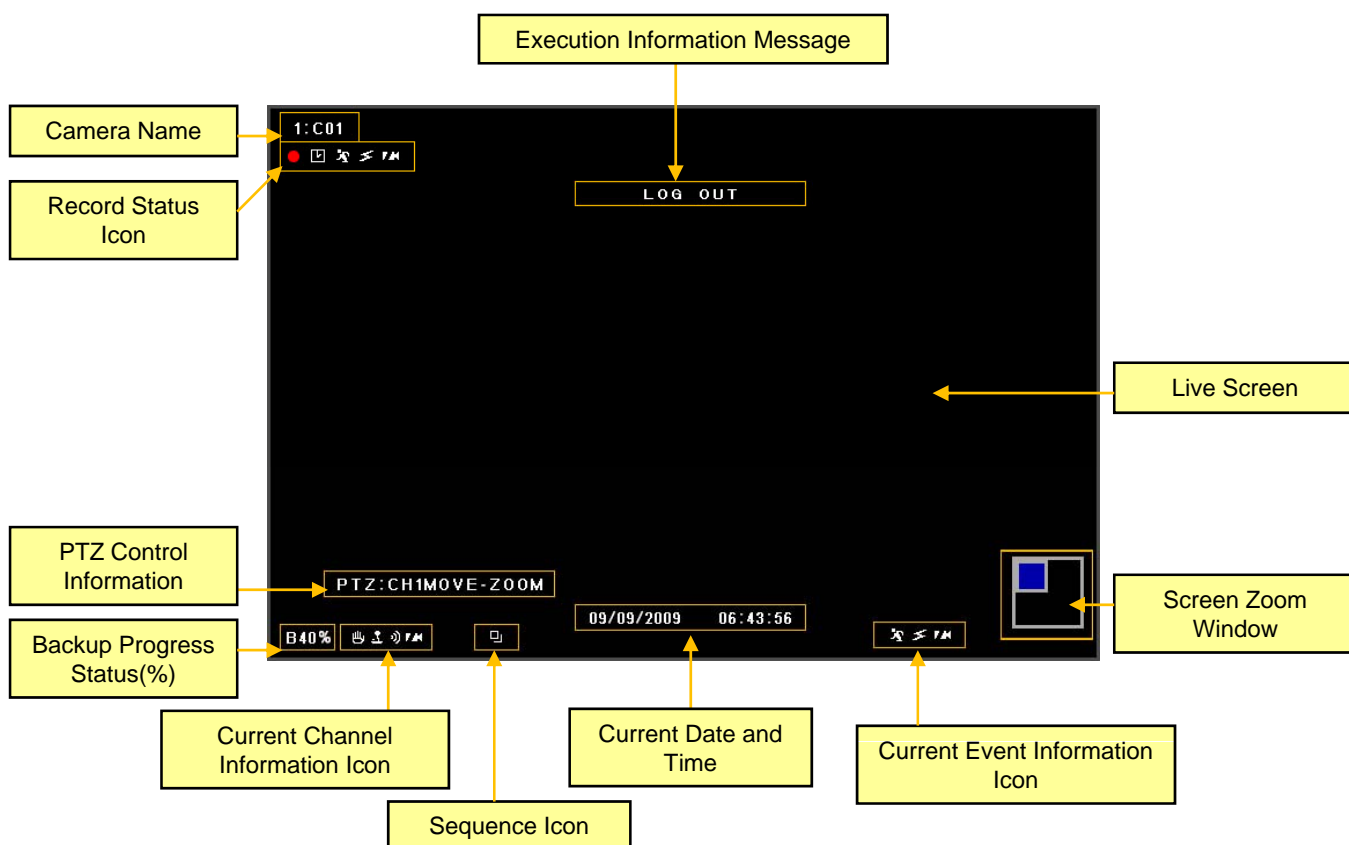 Execution Information Message
Camera Name
1:C01
Record Status
Icon
LOG OUT
Live Screen
PTZ Control
Information
PTZ:CH1MOVE-ZOOM
Screen Zoom
Window
09/09/2009 06:43:56
B40%
Backup Progress
Status(%)
Current Channel
Information Icon
Current Date and
Time
Current Event Information
Icon
Sequence Icon